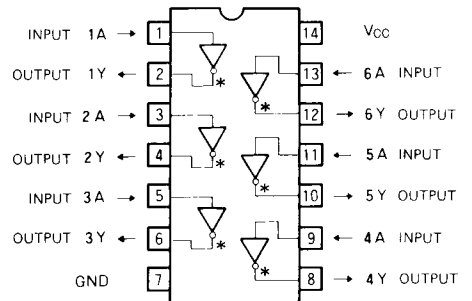 INPUT 1A → 1
OUTPUT 1Y ← 2
INPUT 2A → 3
OUTPUT 2Y ← 4
INPUT 3A → 5
OUTPUT 3Y ← 6
GND 7
* * * * * *
14 Vcc
13 ← 6A INPUT
12 → 6Y OUTPUT
11 ← 5A INPUT
10 → 5Y OUTPUT
9 ← 4A INPUT
8 → 4Y OUTPUT